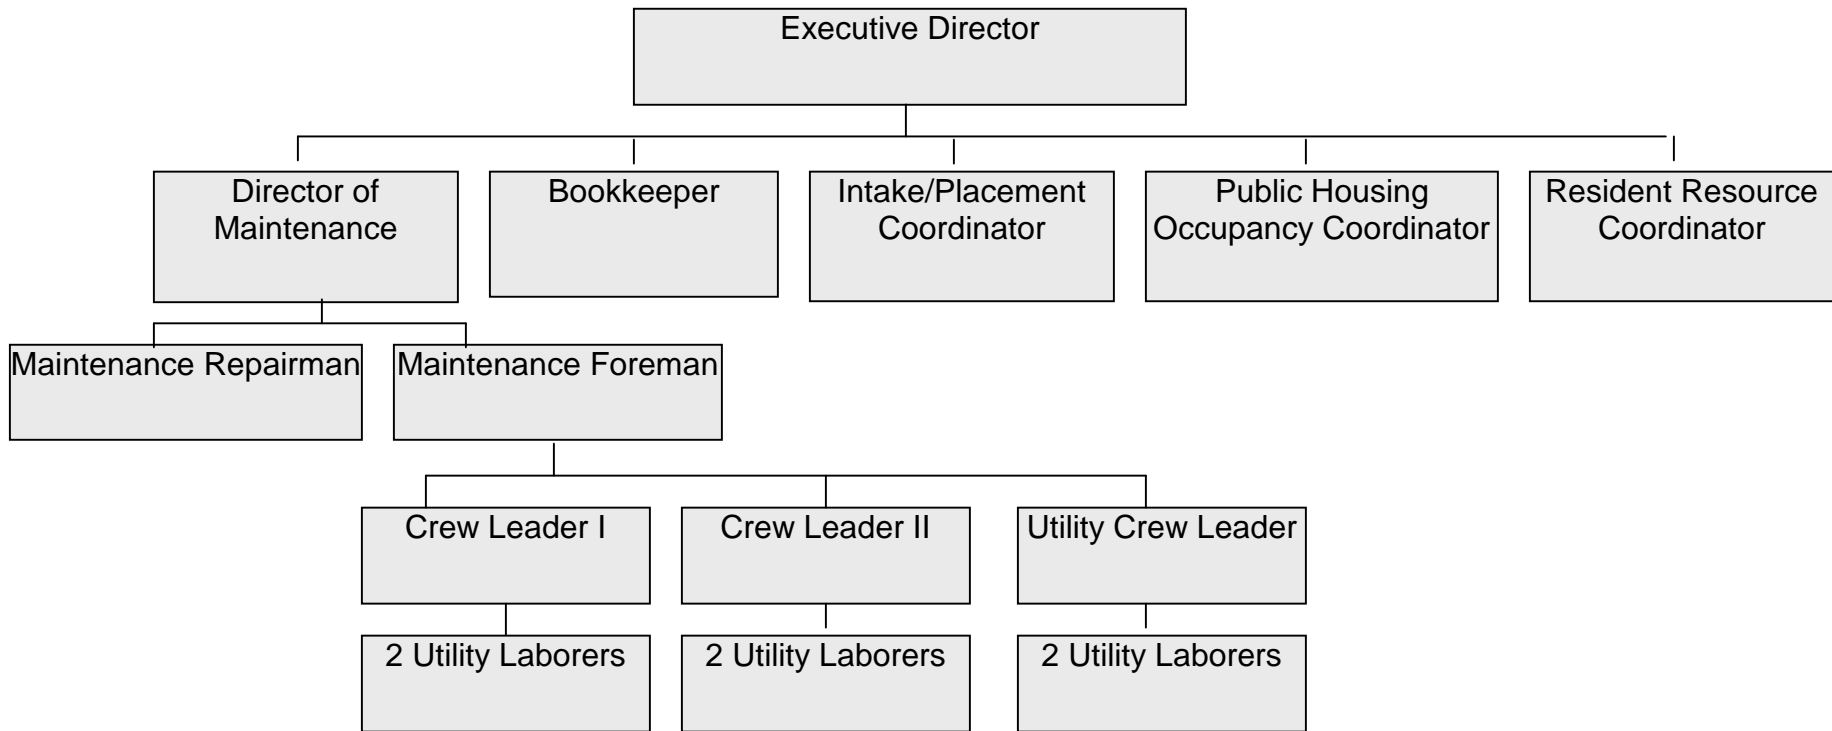 Executive Director
Director of
Maintenance
Bookkeeper
Intake/Placement
Coordinator
Public Housing
Occupancy Coordinator
Resident Resource
Coordinator
Maintenance Repairman
Maintenance Foreman
Crew Leader I
Crew Leader II
Utility Crew Leader
2 Utility Laborers
2 Utility Laborers
2 Utility Laborers